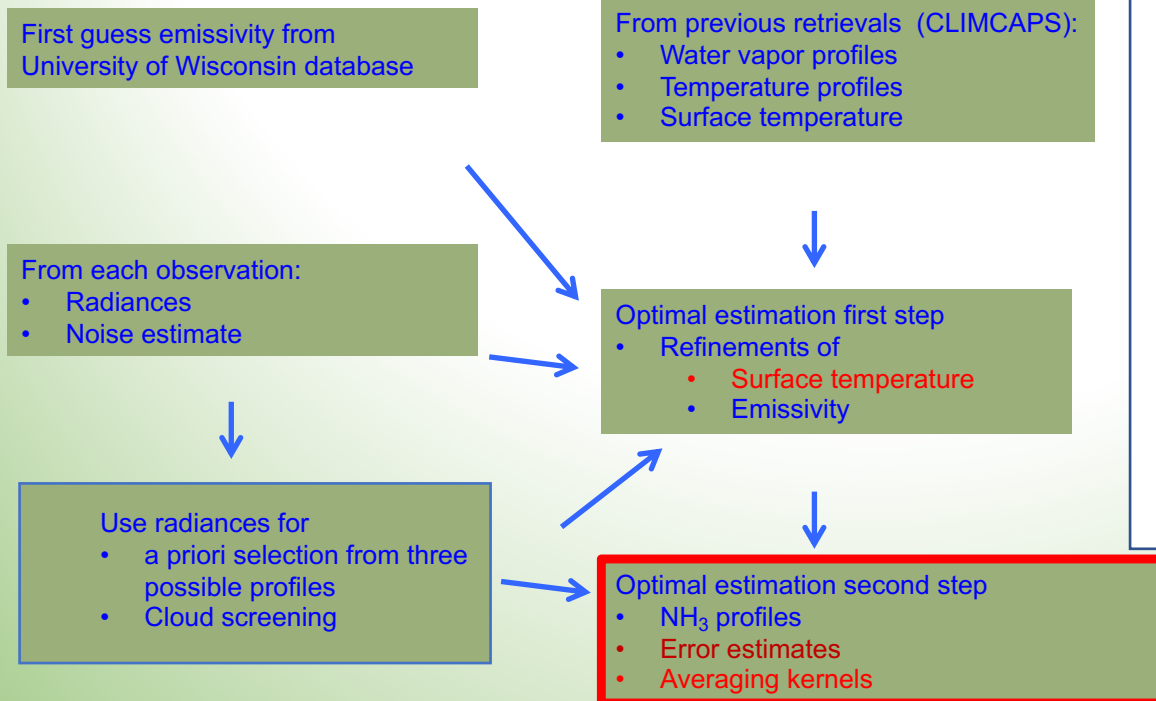 First guess emissivity from
University of Wisconsin database
From previous retrievals (CLIMCAPS):
• Water vapor profiles
• Temperature profiles
• Surface temperature
From each observation:
• Radiances
• Noise estimate
Optimal estimation first step
• Refinements of
• Surface temperature
• Emissivity
Use radiances for
• a priori selection from three
possible profiles
• Cloud screening
Optimal estimation second step
• NH₃ profiles
• Error estimates
• Averaging kernels